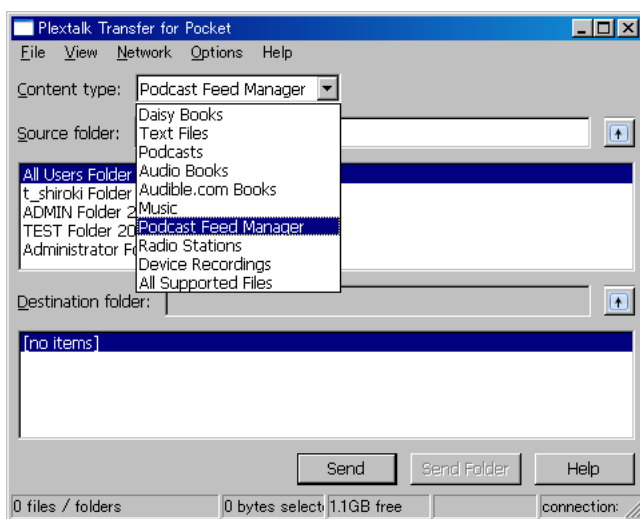 Plextalk Transfer for Pocket
File View Network Options Help
Content type: Podcast Feed Manager
Daisy Books
Source folder: Text Files
Podcasts
All Users Folder Audio Books
t_shiroki Folder Audible.com Books
ADMIN Folder 2 Music
TEST Folder 20 Podcast Feed Manager
Administrator Fo Radio Stations
Device Recordings
All Supported Files
Destination folder:
[no items]
Send Send Folder Help
0 files / folders 0 bytes select 1.1GB free connection: